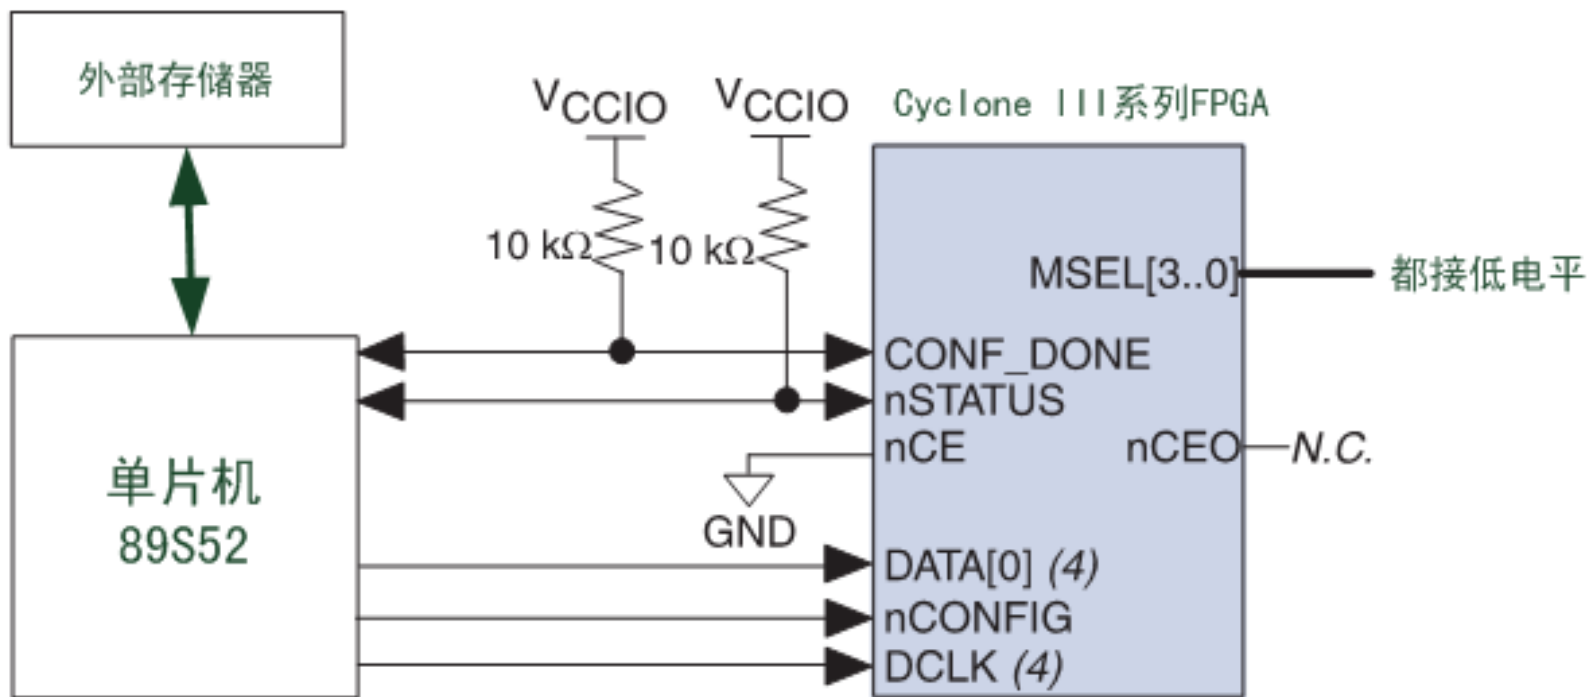 外部存储器
VCCIO
VCCIO
Cyclone III系列FPGA
10 kΩ
10 kΩ
MSEL[3..0]
都接低电平
CONF_DONE
nSTATUS
nCE
nCEO
N.C.
单片机
89S52
GND
DATA[0] (4)
nCONFIG
DCLK (4)